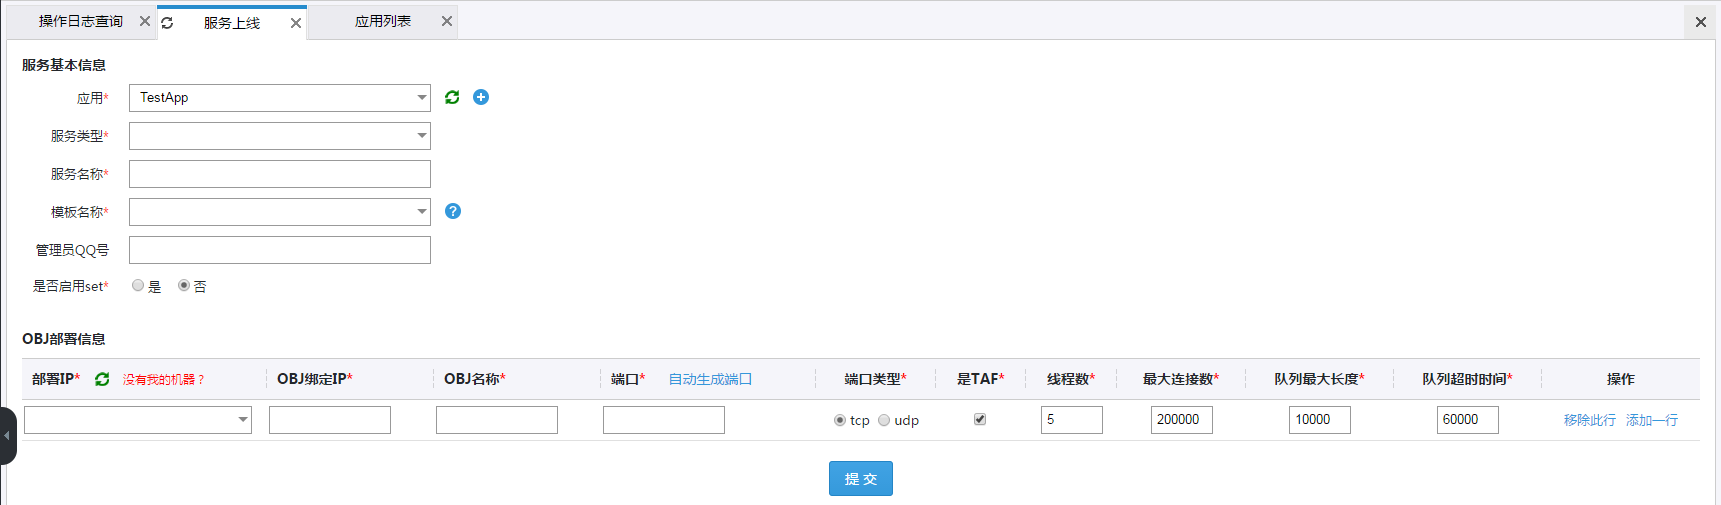 操作日志查询 服务上线 应用列表
服务基本信息
应用* TestApp
服务类型*
服务名称*
模板名称*
管理员QQ号
是否启用set* 是 否
OBJ部署信息
部署IP* 没有我的机器？ OBJ绑定IP* OBJ名称* 端口* 自动生成端口 端口类型* 是TAF* 线程数* 最大连接数* 队列最大长度* 队列超时时间* 操作
tcp udp 5 200000 10000 60000 移除此行 添加一行
提 交